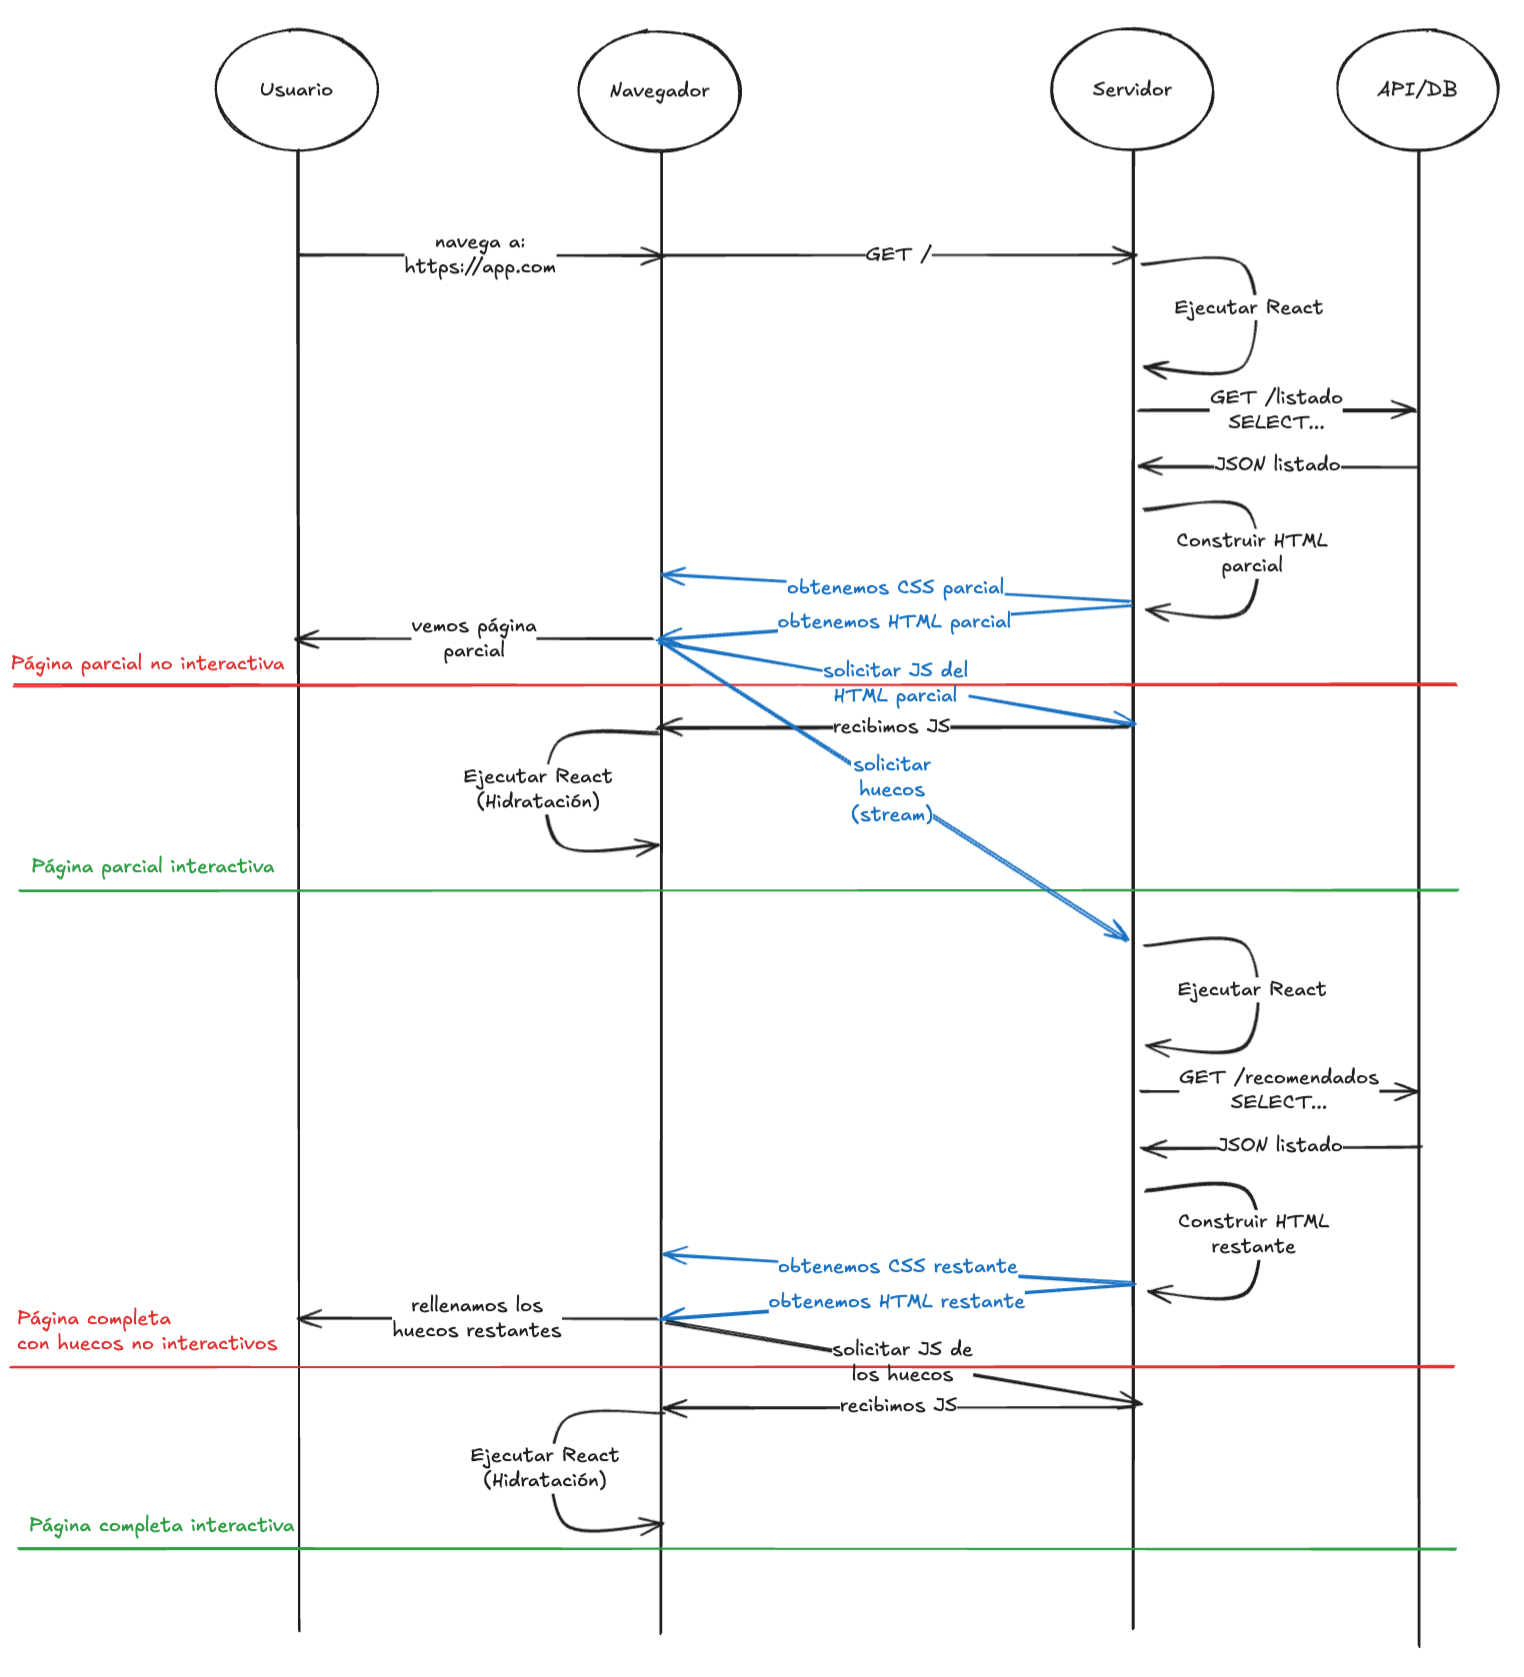 Usuario
Navegador
Servidor
API/DB
navega a:
https://app.com
GET /
Ejecutar React
GET /listado
SELECT...
JSON listado
Construir HTML
parcial
obtenemos CSS parcial
obtenemos HTML parcial
vemos página
parcial
Página parcial no interactiva
solicitar JS del
HTML parcial
recibimos JS
solicitar
huecos
(stream)
Ejecutar React
(Hidratación)
Página parcial interactiva
Ejecutar React
GET /recomendados
SELECT...
JSON listado
Construir HTML
restante
obtenemos CSS restante
obtenemos HTML restante
rellenamos los
huecos restantes
Página completa
con huecos no interactivos
solicitar JS de
los huecos
recibimos JS
Ejecutar React
(Hidratación)
Página completa interactiva